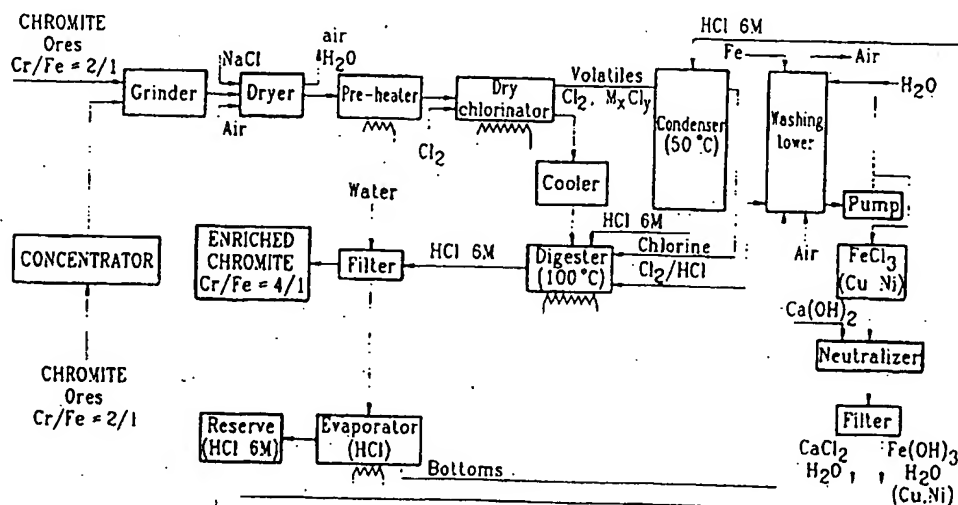 CHROMITE
Ores
Cr/Fe = 2/1
NaCl
air
H2O
Grinder
Dryer
Air
Pre-heater
Cl2
Dry
chlorinator
Volatiles
Cl2, MxCly
HCl 6M
Condenser
(50 °C)
Fe
Air
Washing
Lower
H2O
Pump
Air
FeCl3
(Cu Ni)
Ca(OH)2
Neutralizer
Filter
CaCl2
H2O
Fe(OH)3
H2O
(Cu,Ni)
Cooler
HCl 6M
Digester
(100 °C)
Chlorine
Cl2/HCl
HCl 6M
Water
Filter
ENRICHED
CHROMITE
Cr/Fe = 4/1
CONCENTRATOR
CHROMITE
Ores
Cr/Fe = 2/1
Reserve
(HCl 6M)
Evaporator
(HCl)
Bottoms